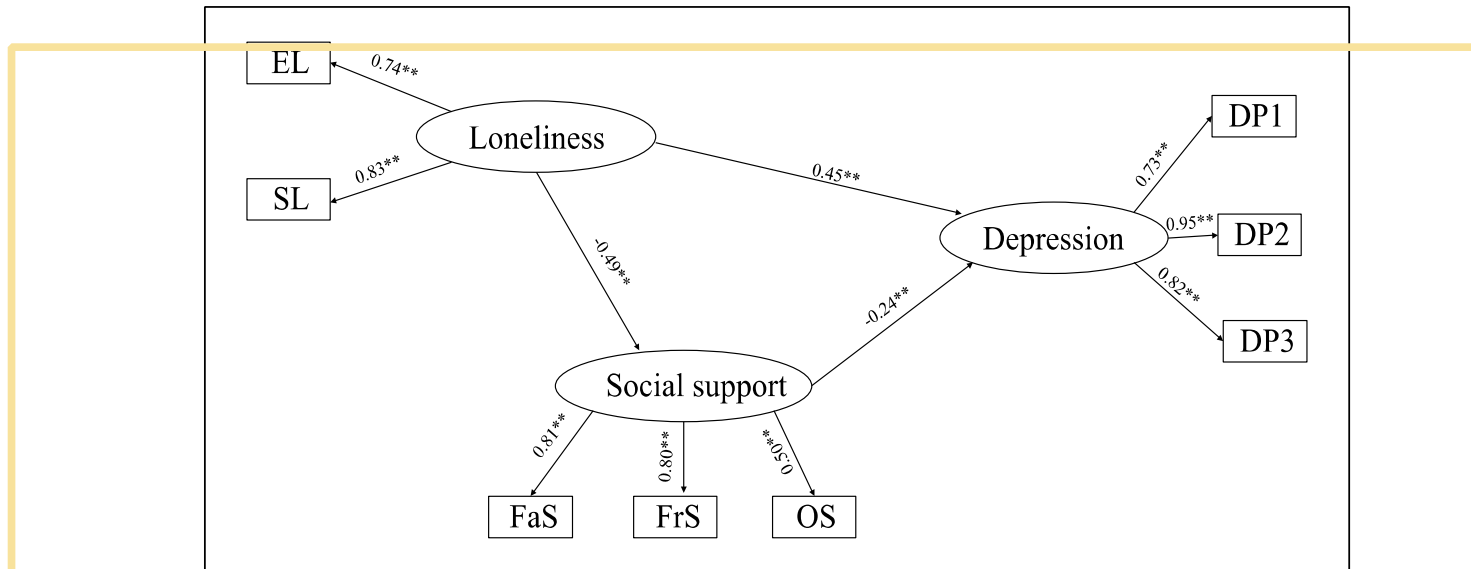 EL
0.74**
Loneliness
0.83**
SL
0.45**
-0.49**
DP1
0.73**
Depression
0.95**
DP2
0.82**
DP3
-0.24**
Social support
0.81**
0.80**
0.50**
FaS
FrS
OS